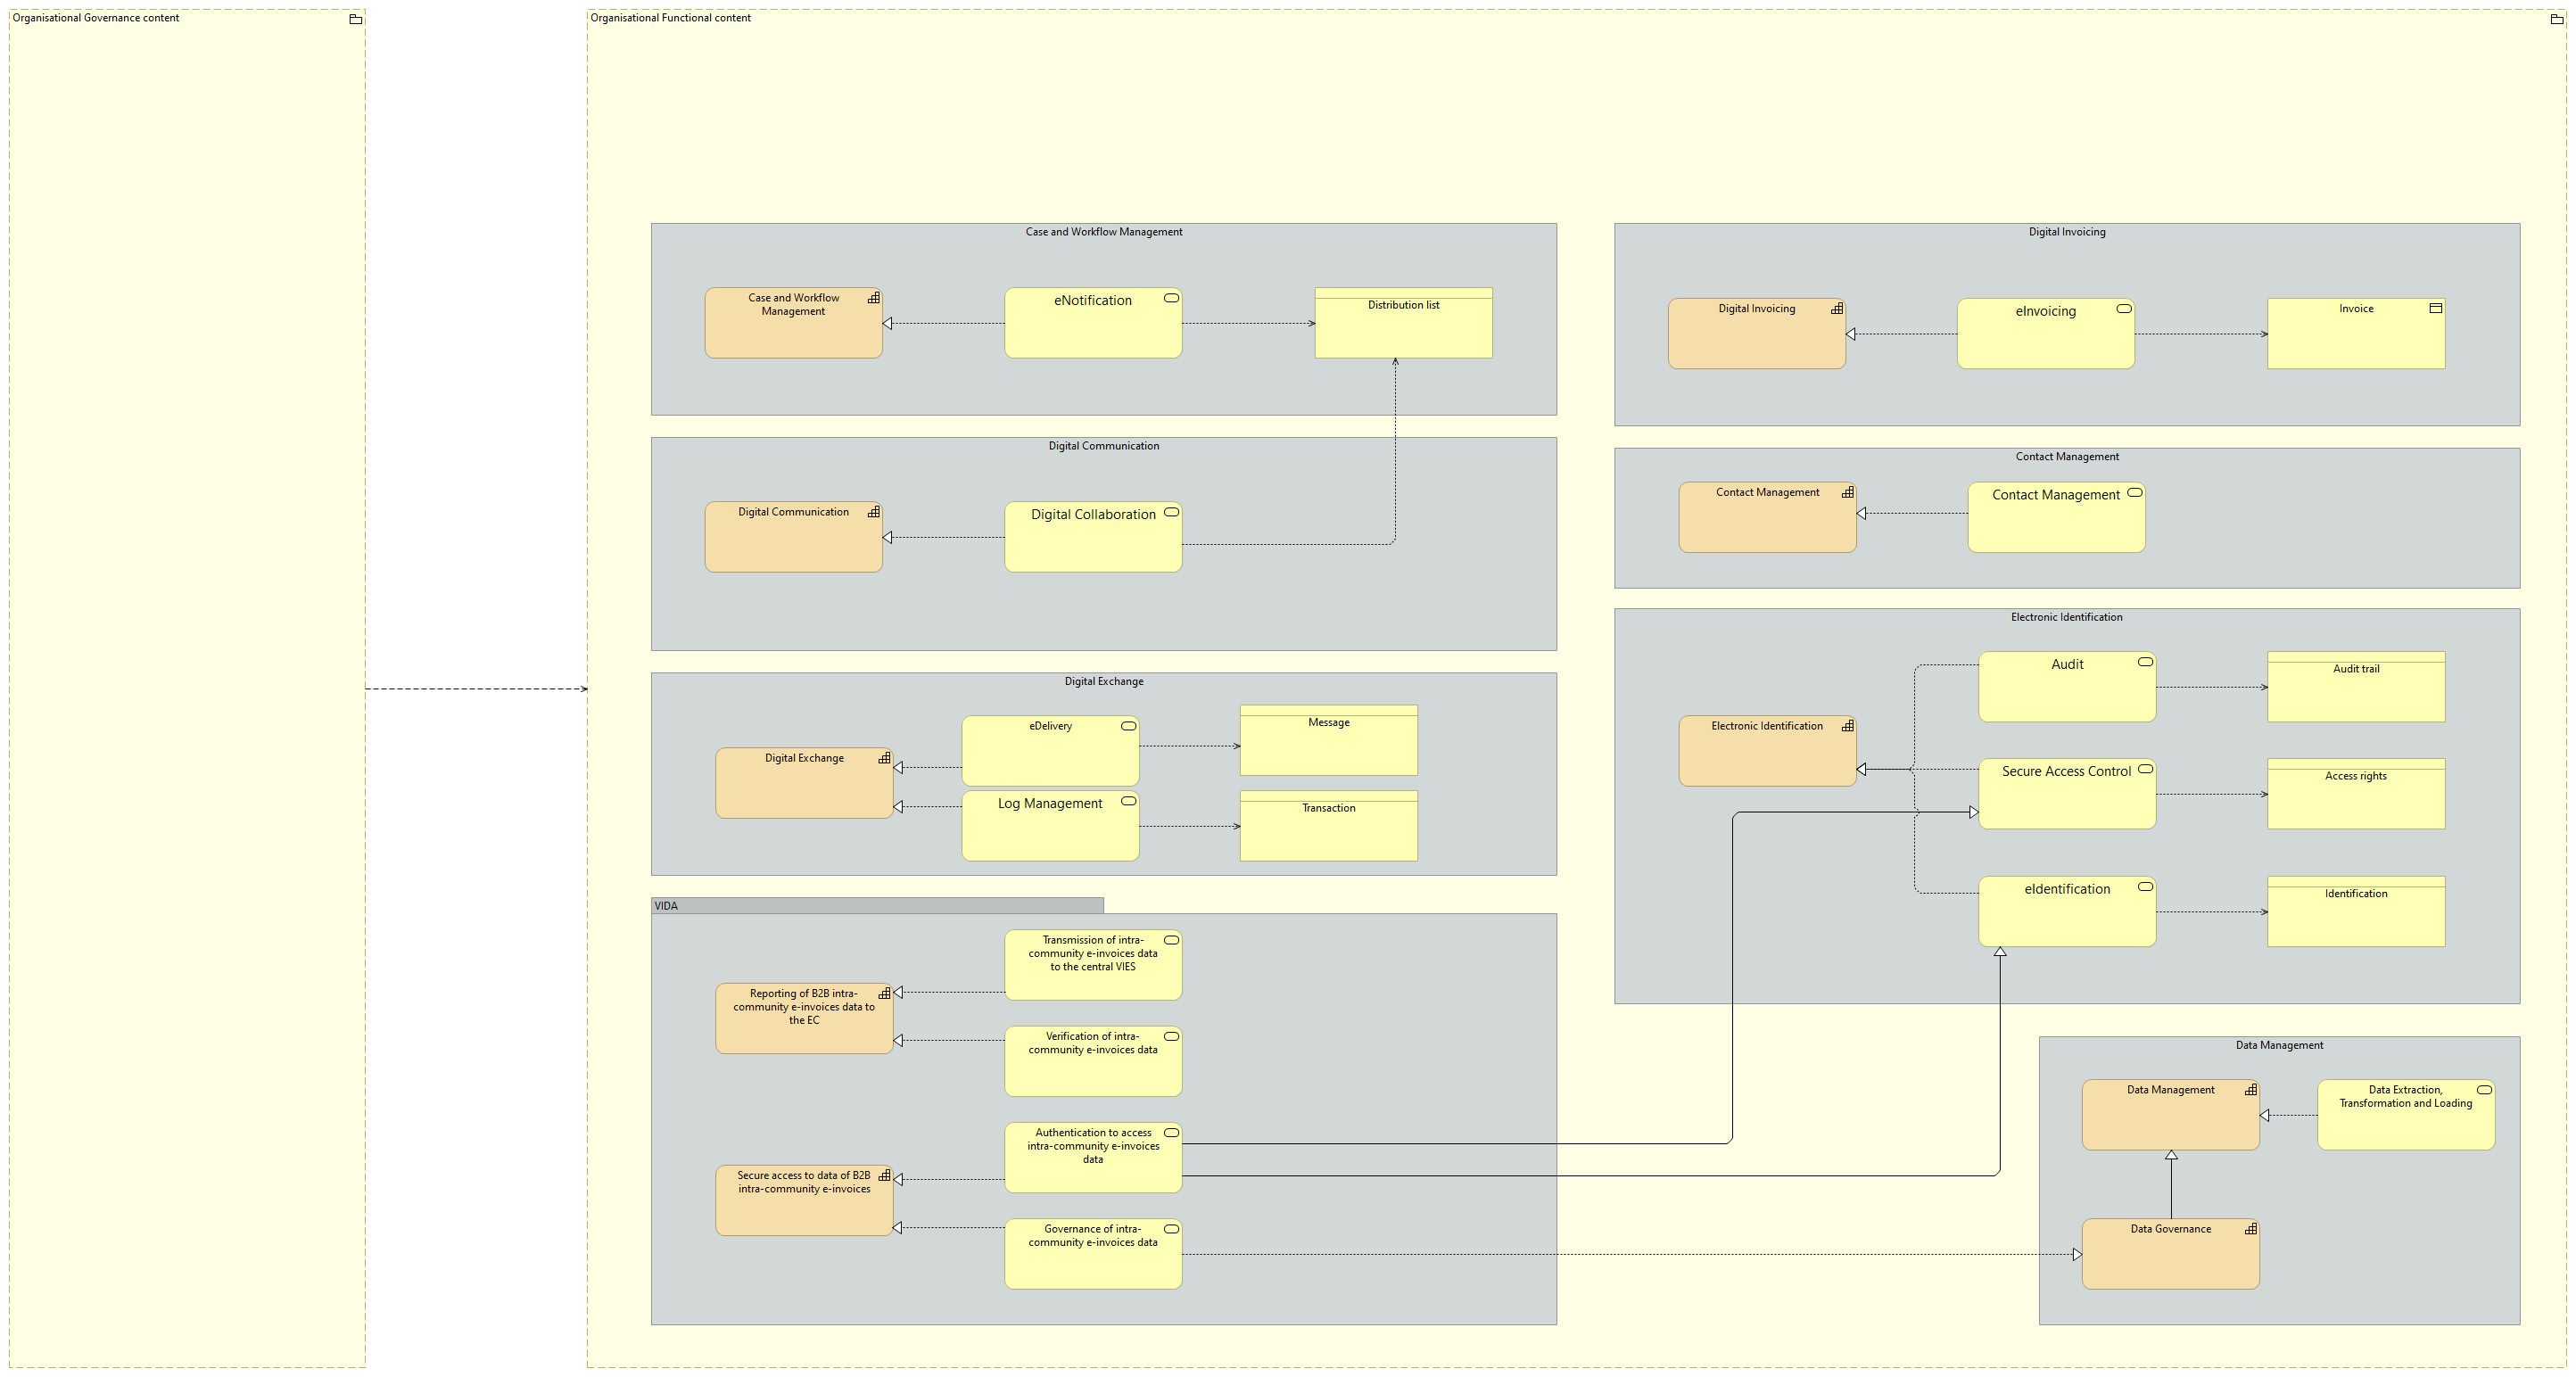 Organisational Governance content
Organisational Functional content
Case and Workflow Management
Case and Workflow
Management
eNotification
Distribution list
Digital Communication
Digital Communication
Digital Collaboration
Digital Exchange
Digital Exchange
eDelivery
Message
Log Management
Transaction
VIDA
Reporting of B2B intra-
community e-invoices data to
the EC
Transmission of intra-
community e-invoices data
to the central VIES
Verification of intra-
community e-invoices data
Secure access to data of B2B
intra-community e-invoices
Authentication to access
intra-community e-invoices
data
Governance of intra-
community e-invoices data
Digital Invoicing
Digital Invoicing
eInvoicing
Invoice
Contact Management
Contact Management
Contact Management
Electronic Identification
Electronic Identification
Audit
Audit trail
Secure Access Control
Access rights
eIdentification
Identification
Data Management
Data Management
Data Extraction,
Transformation and Loading
Data Governance